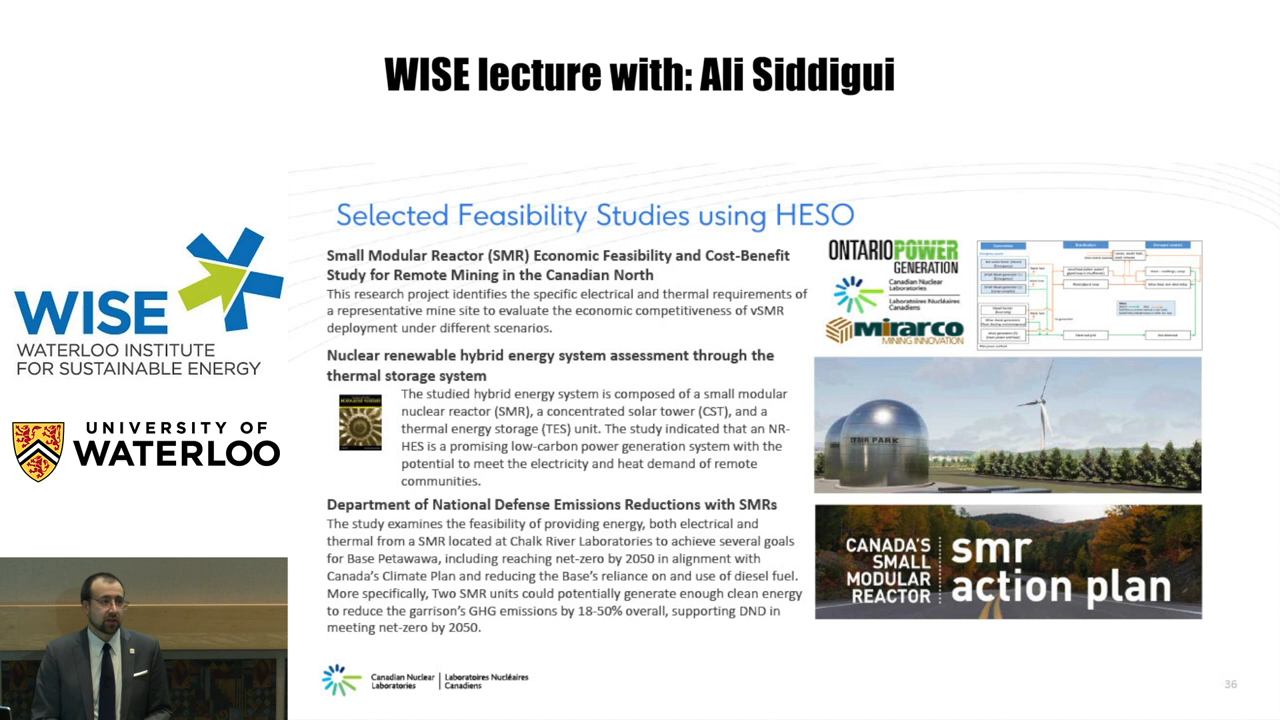 WISE lecture with: Ali Siddigui
WISE
WATERLOO INSTITUTE
FOR SUSTAINABLE ENERGY
UNIVERSITY OF
WATERLOO
Selected Feasibility Studies using HESO
Small Modular Reactor (SMR) Economic Feasibility and Cost-Benefit
Study for Remote Mining in the Canadian North
This research project identifies the specific electrical and thermal requirements of
a representative mine site to evaluate the economic competitiveness of vSMR
deployment under different scenarios.
Nuclear renewable hybrid energy system assessment through the
thermal storage system
The studied hybrid energy system is composed of a small modular
nuclear reactor (SMR), a concentrated solar tower (CST), and a
thermal energy storage (TES) unit. The study indicated that an NR-
HES is a promising low-carbon power generation system with the
potential to meet the electricity and heat demand of remote
communities.
Department of National Defense Emissions Reductions with SMRs
The study examines the feasibility of providing energy, both electrical and
thermal from a SMR located at Chalk River Laboratories to achieve several goals
for Base Petawawa, including reaching net-zero by 2050 in alignment with
Canada's Climate Plan and reducing the Base's reliance on and use of diesel fuel.
More specifically, Two SMR units could potentially generate enough clean energy
to reduce the garrison's GHG emissions by 18-50% overall, supporting DND in
meeting net-zero by 2050.
ONTARIOPOWER
GENERATION
Canadian Nuclear
Laboratories
Laboratoires Nucléaires
Canadiens
mirarco
MINING INNOVATION
PARK
CANADA'S
SMALL
MODULAR
REACTOR
smr
action plan
Canadian Nuclear
Laboratories
Laboratoires Nucléaires
Canadiens
36